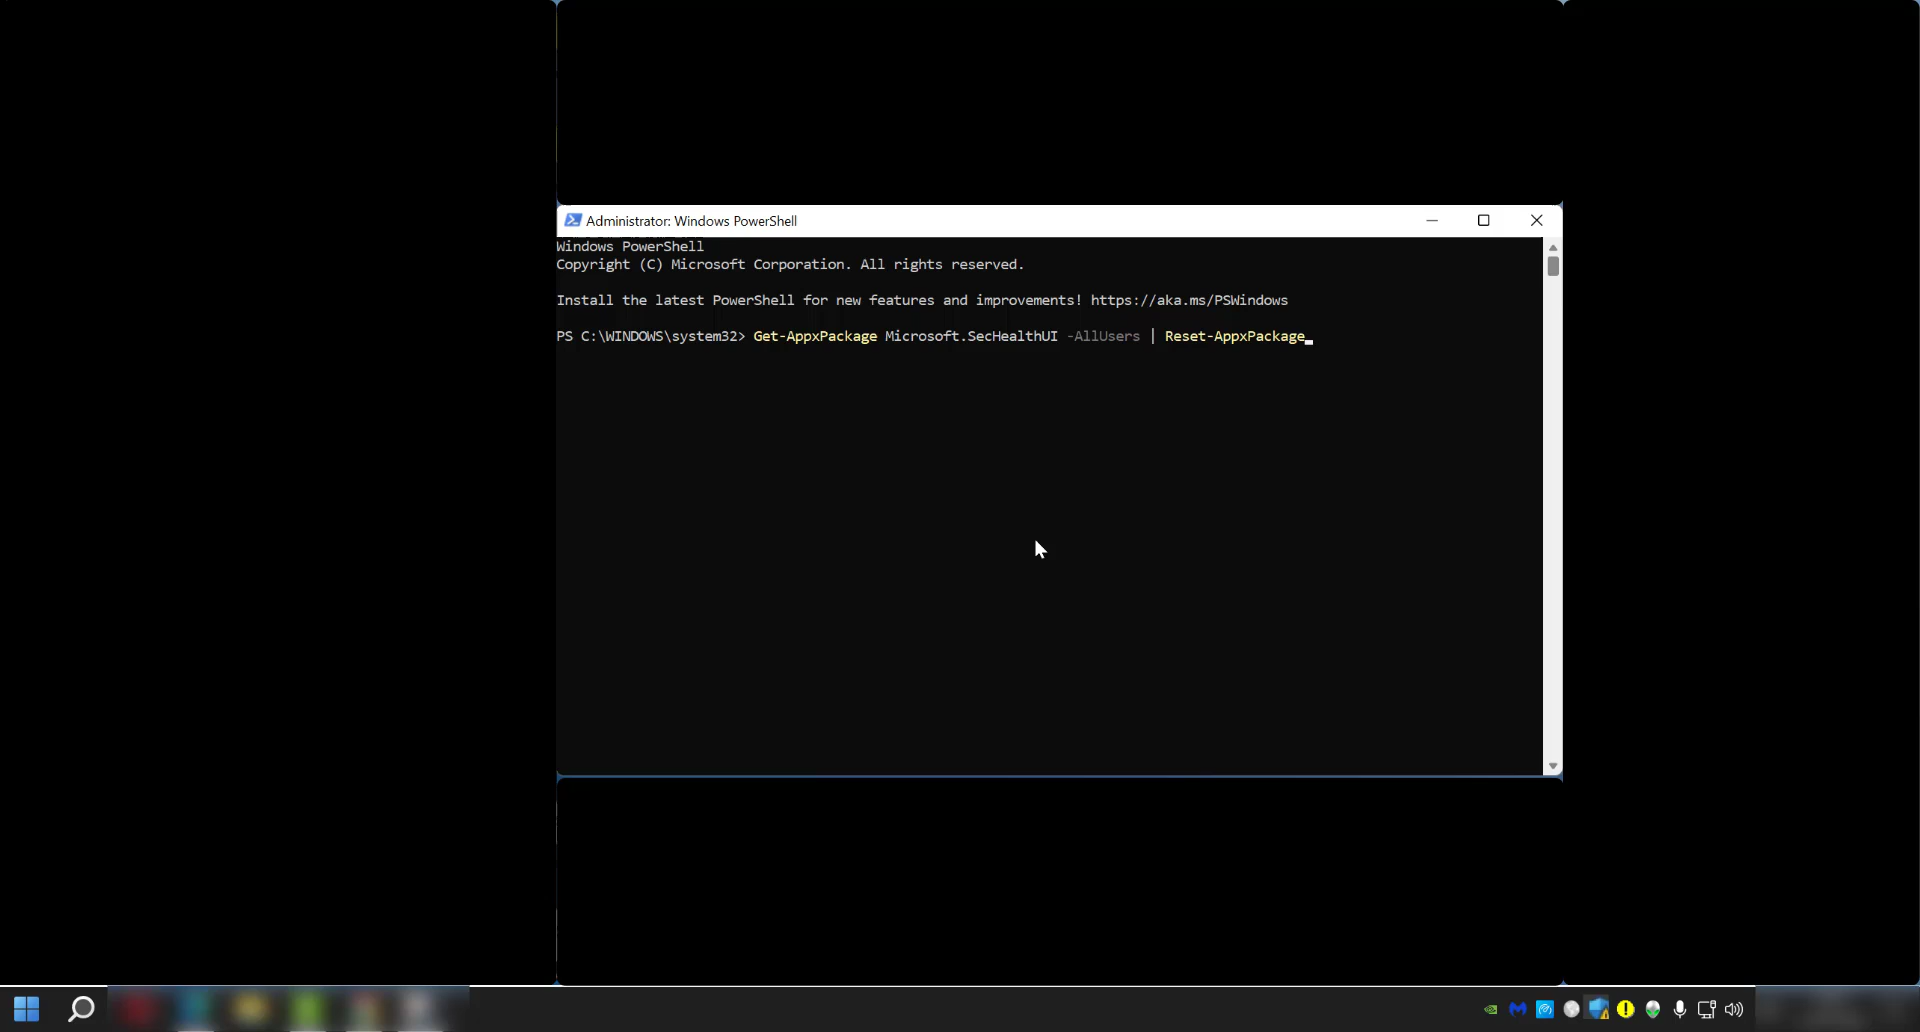 Administrator: Windows PowerShell
Windows PowerShell
Copyright (C) Microsoft Corporation. All rights reserved.
Install the latest PowerShell for new features and improvements! https://aka.ms/PSWindows
PS C:\WINDOWS\system32> Get-AppxPackage Microsoft.SecHealthUI -AllUsers | Reset-AppxPackage